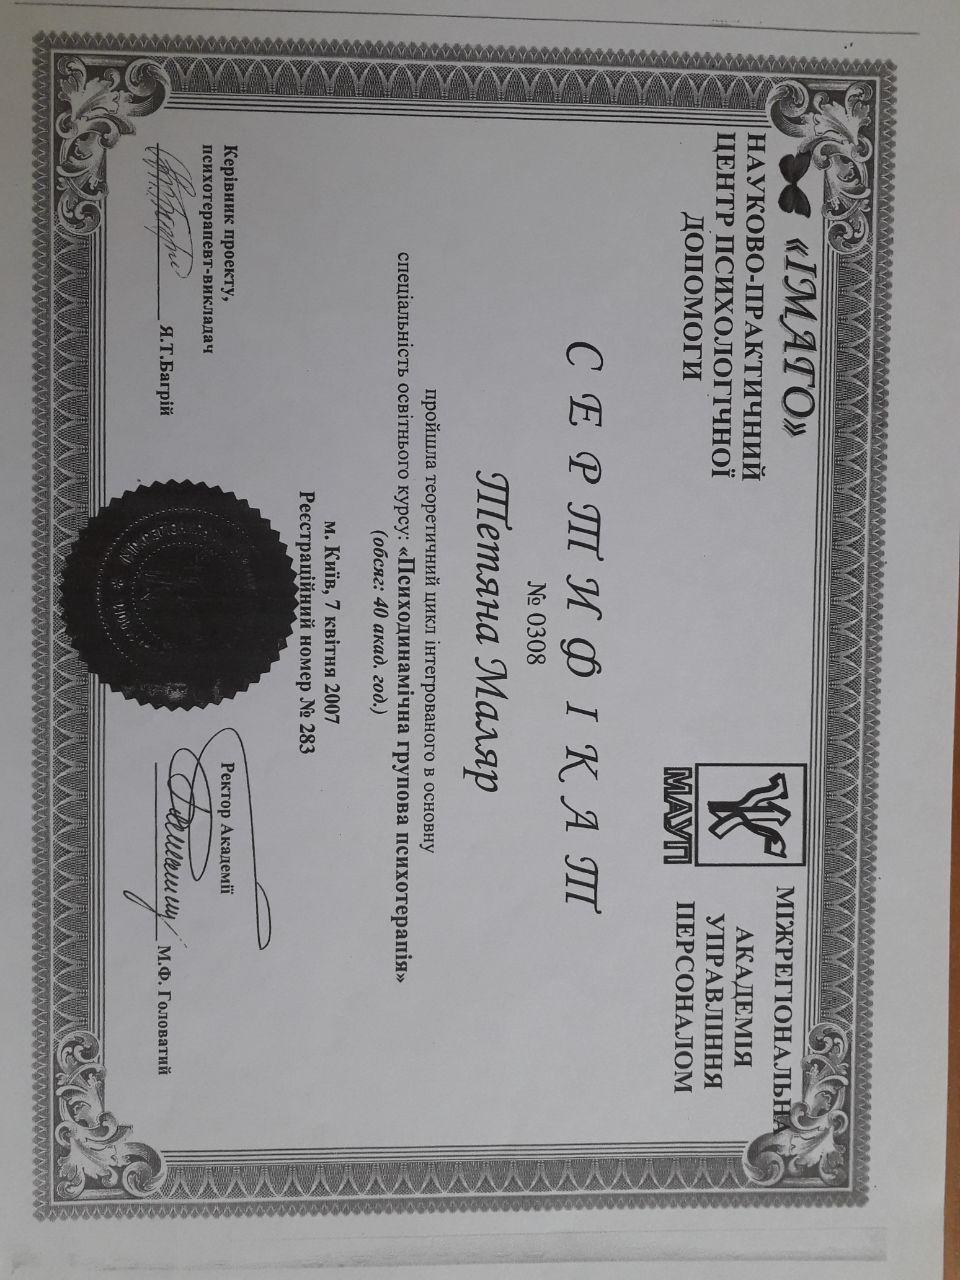 «ІМАГО»
НАУКОВО-ПРАКТИЧНИЙ
ЦЕНТР ПСИХОЛОГІЧНОЇ
ДОПОМОГИ
МАУП
МІЖРЕГІОНАЛЬНА
АКАДЕМІЯ
УПРАВЛІННЯ
ПЕРСОНАЛОМ
СЕРТИФІКАТ
№ 0308
Тетяна Маляр
пройшла теоретичний цикл інтегрованого в основну
спеціальність освітнього курсу: «Психодинамічна групова психотерапія»
(обсяг: 40 акад. год.)
м. Київ, 7 квітня 2007
Реєстраційний номер № 283
Керівник проекту,
психотерапевт-викладач
Я.Т.Багрій
Ректор Академії
М.Ф. Головатий